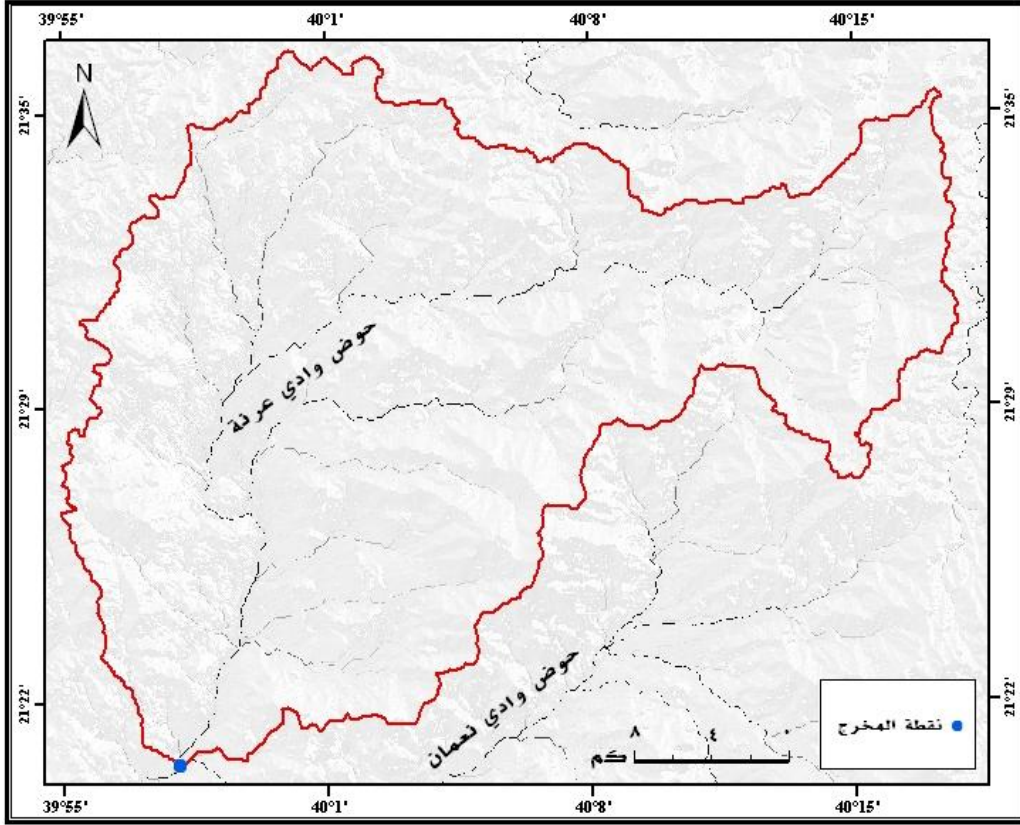 39°55' 40°1' 40°8' 40°15'
N
21°35' 21°35'
حوض وادي عرنة
21°29' 21°29'
حوض وادي نعمان
21°22' 21°22'
نقطة المخرج
٨ ٤ ٠
كم
39°55' 40°1' 40°8' 40°15'